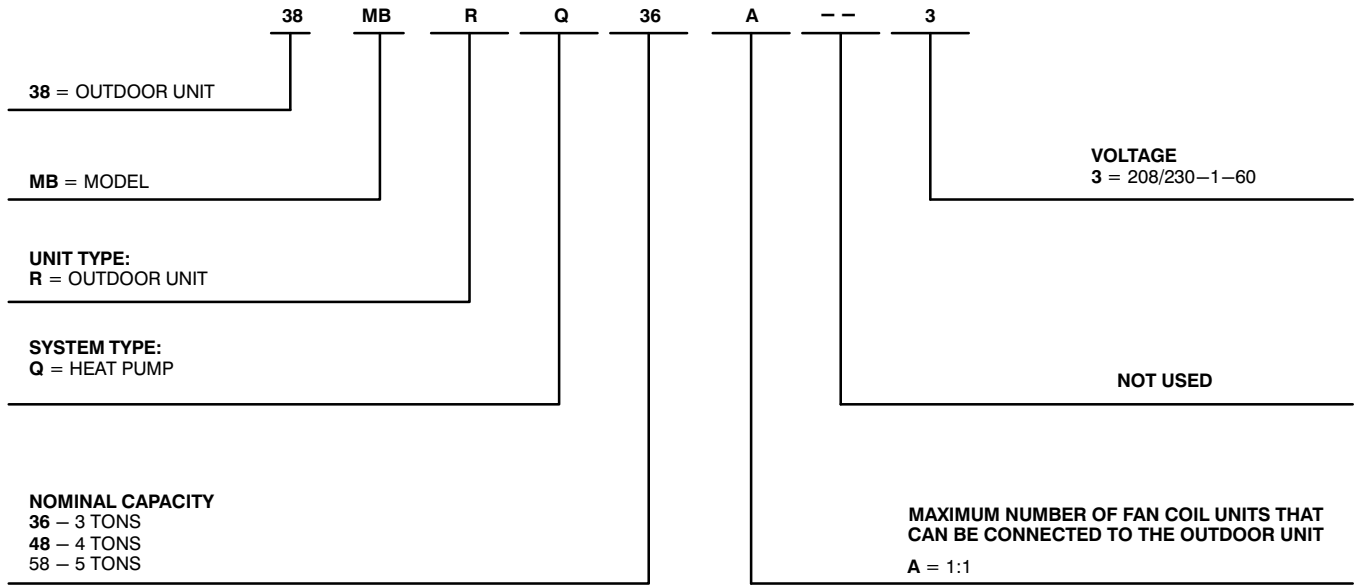 38 MB R Q 36 A – – 3
38 = OUTDOOR UNIT
MB = MODEL
UNIT TYPE:
R = OUTDOOR UNIT
SYSTEM TYPE:
Q = HEAT PUMP
NOMINAL CAPACITY
36 – 3 TONS
48 – 4 TONS
58 – 5 TONS
VOLTAGE
3 = 208/230–1–60
NOT USED
MAXIMUM NUMBER OF FAN COIL UNITS THAT
CAN BE CONNECTED TO THE OUTDOOR UNIT
A = 1:1